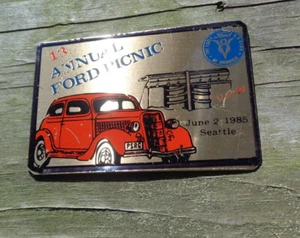 13
ANNUAL
FORD PICNIC
June 2 1985
Seattle